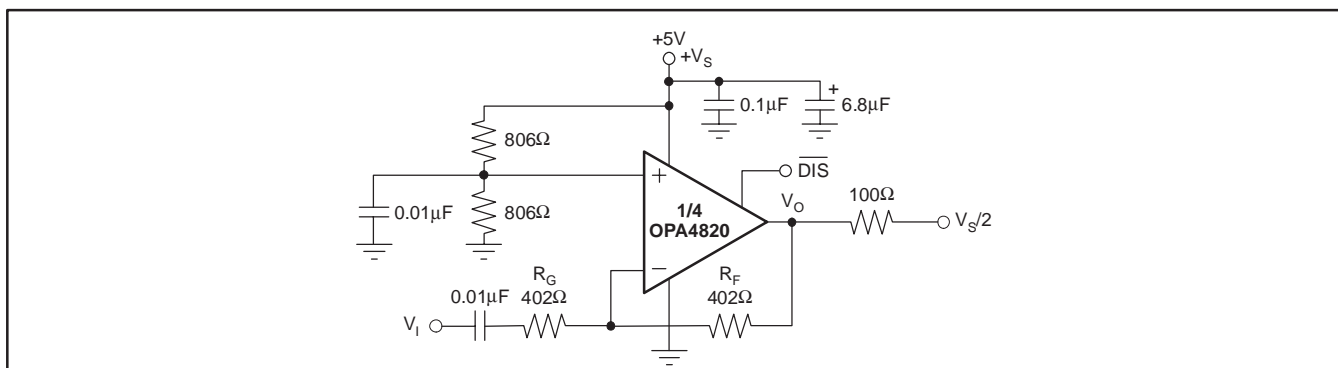 +5V
+V_S
0.1μF
+
6.8μF
806Ω
+
DIS
0.01μF
806Ω
1/4
OPA4820
V_O
100Ω
V_S/2
−
0.01μF
R_G
402Ω
R_F
402Ω
V_I